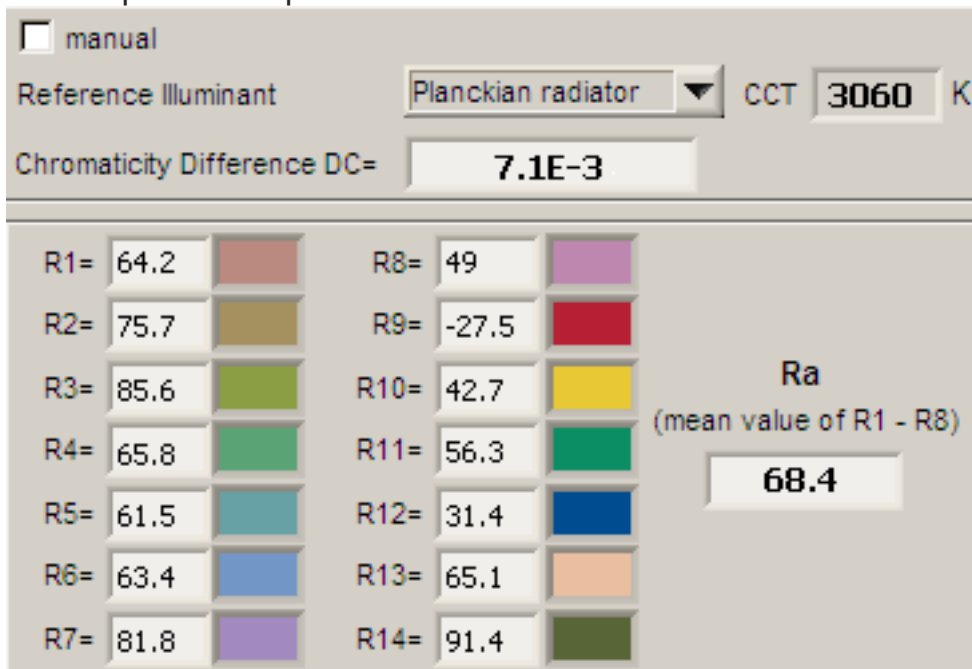 manual
Reference Illuminant Planckian radiator CCT 3060 K
Chromaticity Difference DC= 7.1E-3
R1= 64.2 R8= 49
R2= 75.7 R9= -27.5
R3= 85.6 R10= 42.7
R4= 65.8 R11= 56.3
R5= 61.5 R12= 31.4
R6= 63.4 R13= 65.1
R7= 81.8 R14= 91.4
Ra
(mean value of R1 - R8)
68.4